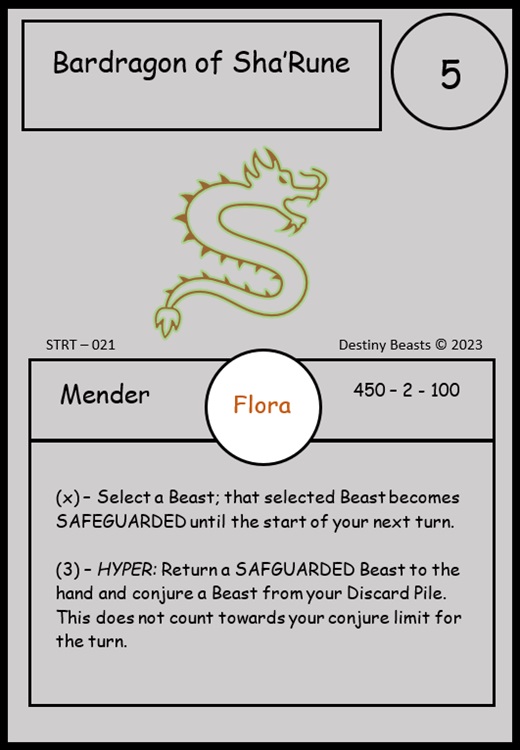 Bardragon of Sha'Rune
5
STRT – 021
Destiny Beasts © 2023
Mender
Flora
450 – 2 - 100
(x) – Select a Beast; that selected Beast becomes
SAFEGUARDED until the start of your next turn.
(3) – HYPER: Return a SAFGUARDED Beast to the
hand and conjure a Beast from your Discard Pile.
This does not count towards your conjure limit for
the turn.